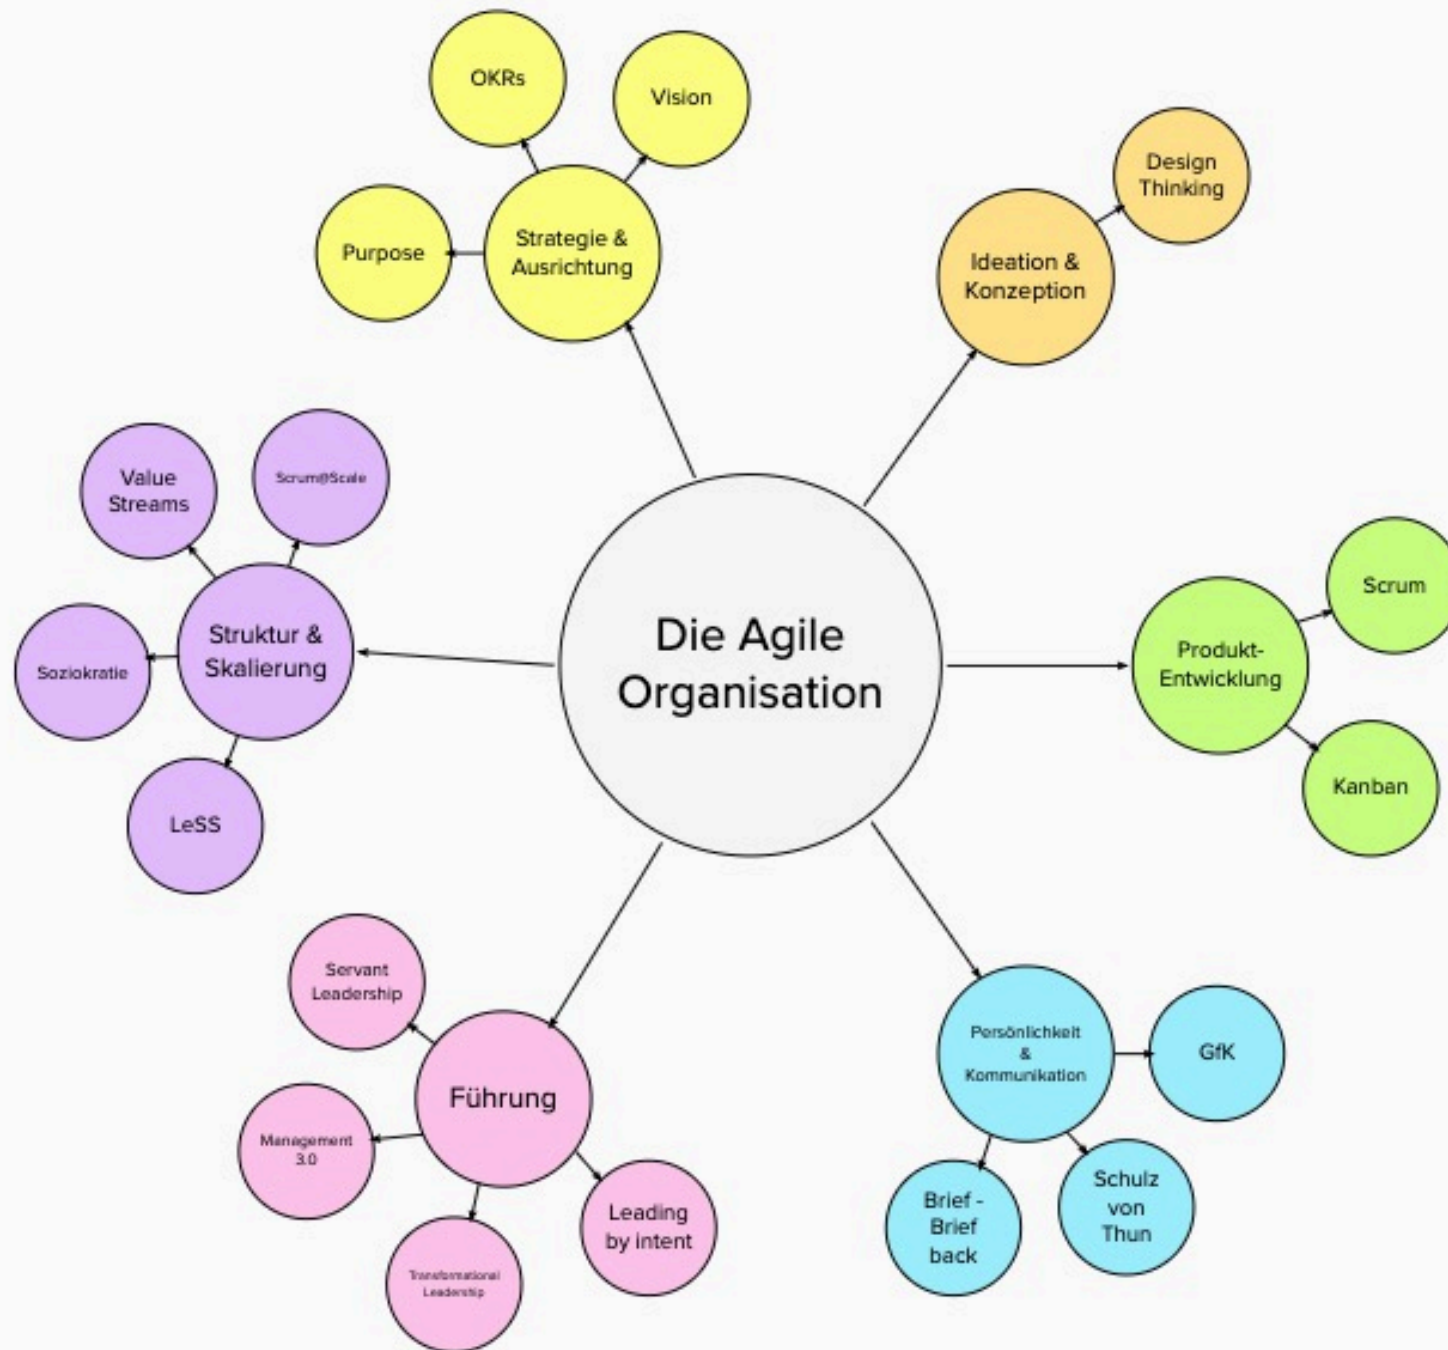 OKRs
Vision
Purpose
Strategie &
Ausrichtung
Design
Thinking
Ideation &
Konzeption
Value
Streams
Scrum@Scale
Struktur &
Skalierung
Soziokratie
LeSS
Die Agile
Organisation
Scrum
Produkt-
Entwicklung
Kanban
Servant
Leadership
Führung
Management
3.0
Transformational
Leadership
Leading
by intent
Persönlichkeit
&
Kommunikation
GfK
Brief -
Brief
back
Schulz
von
Thun